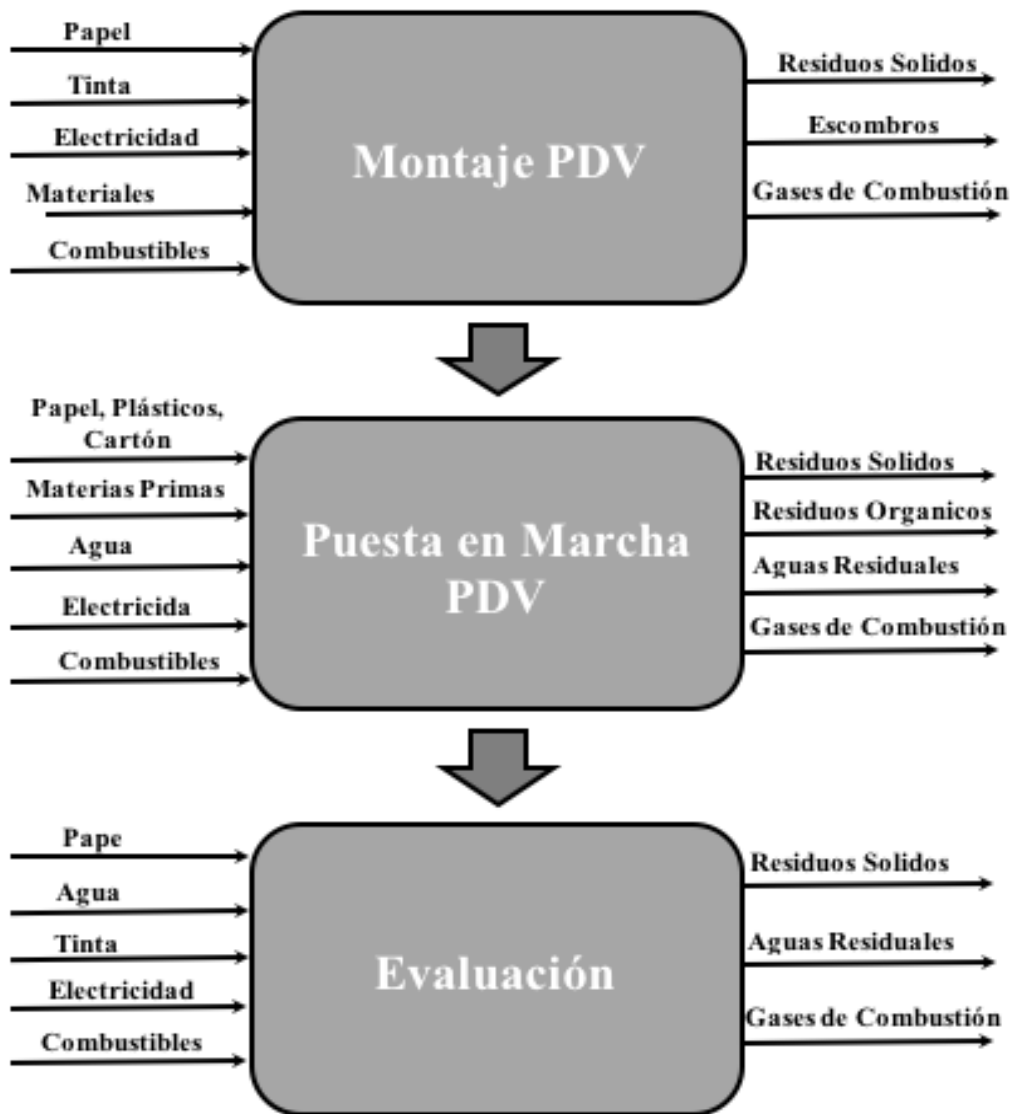 Papel
Tinta
Electricidad
Materiales
Combustibles
Montaje PDV
Residuos Solidos
Escombros
Gases de Combustión
Papel, Plásticos,
Cartón
Materias Primas
Agua
Electricida
Combustibles
Puesta en Marcha
PDV
Residuos Solidos
Residuos Organicos
Aguas Residuales
Gases de Combustión
Pape
Agua
Tinta
Electricidad
Combustibles
Evaluación
Residuos Solidos
Aguas Residuales
Gases de Combustión